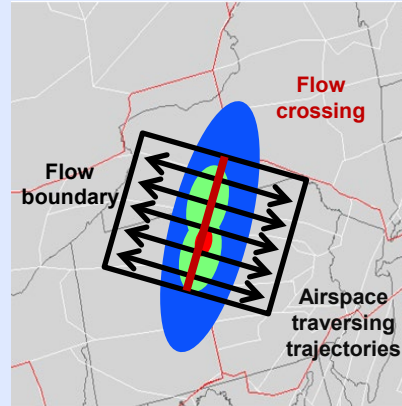 Flow
crossing
Flow
boundary
Airspace
traversing
trajectories